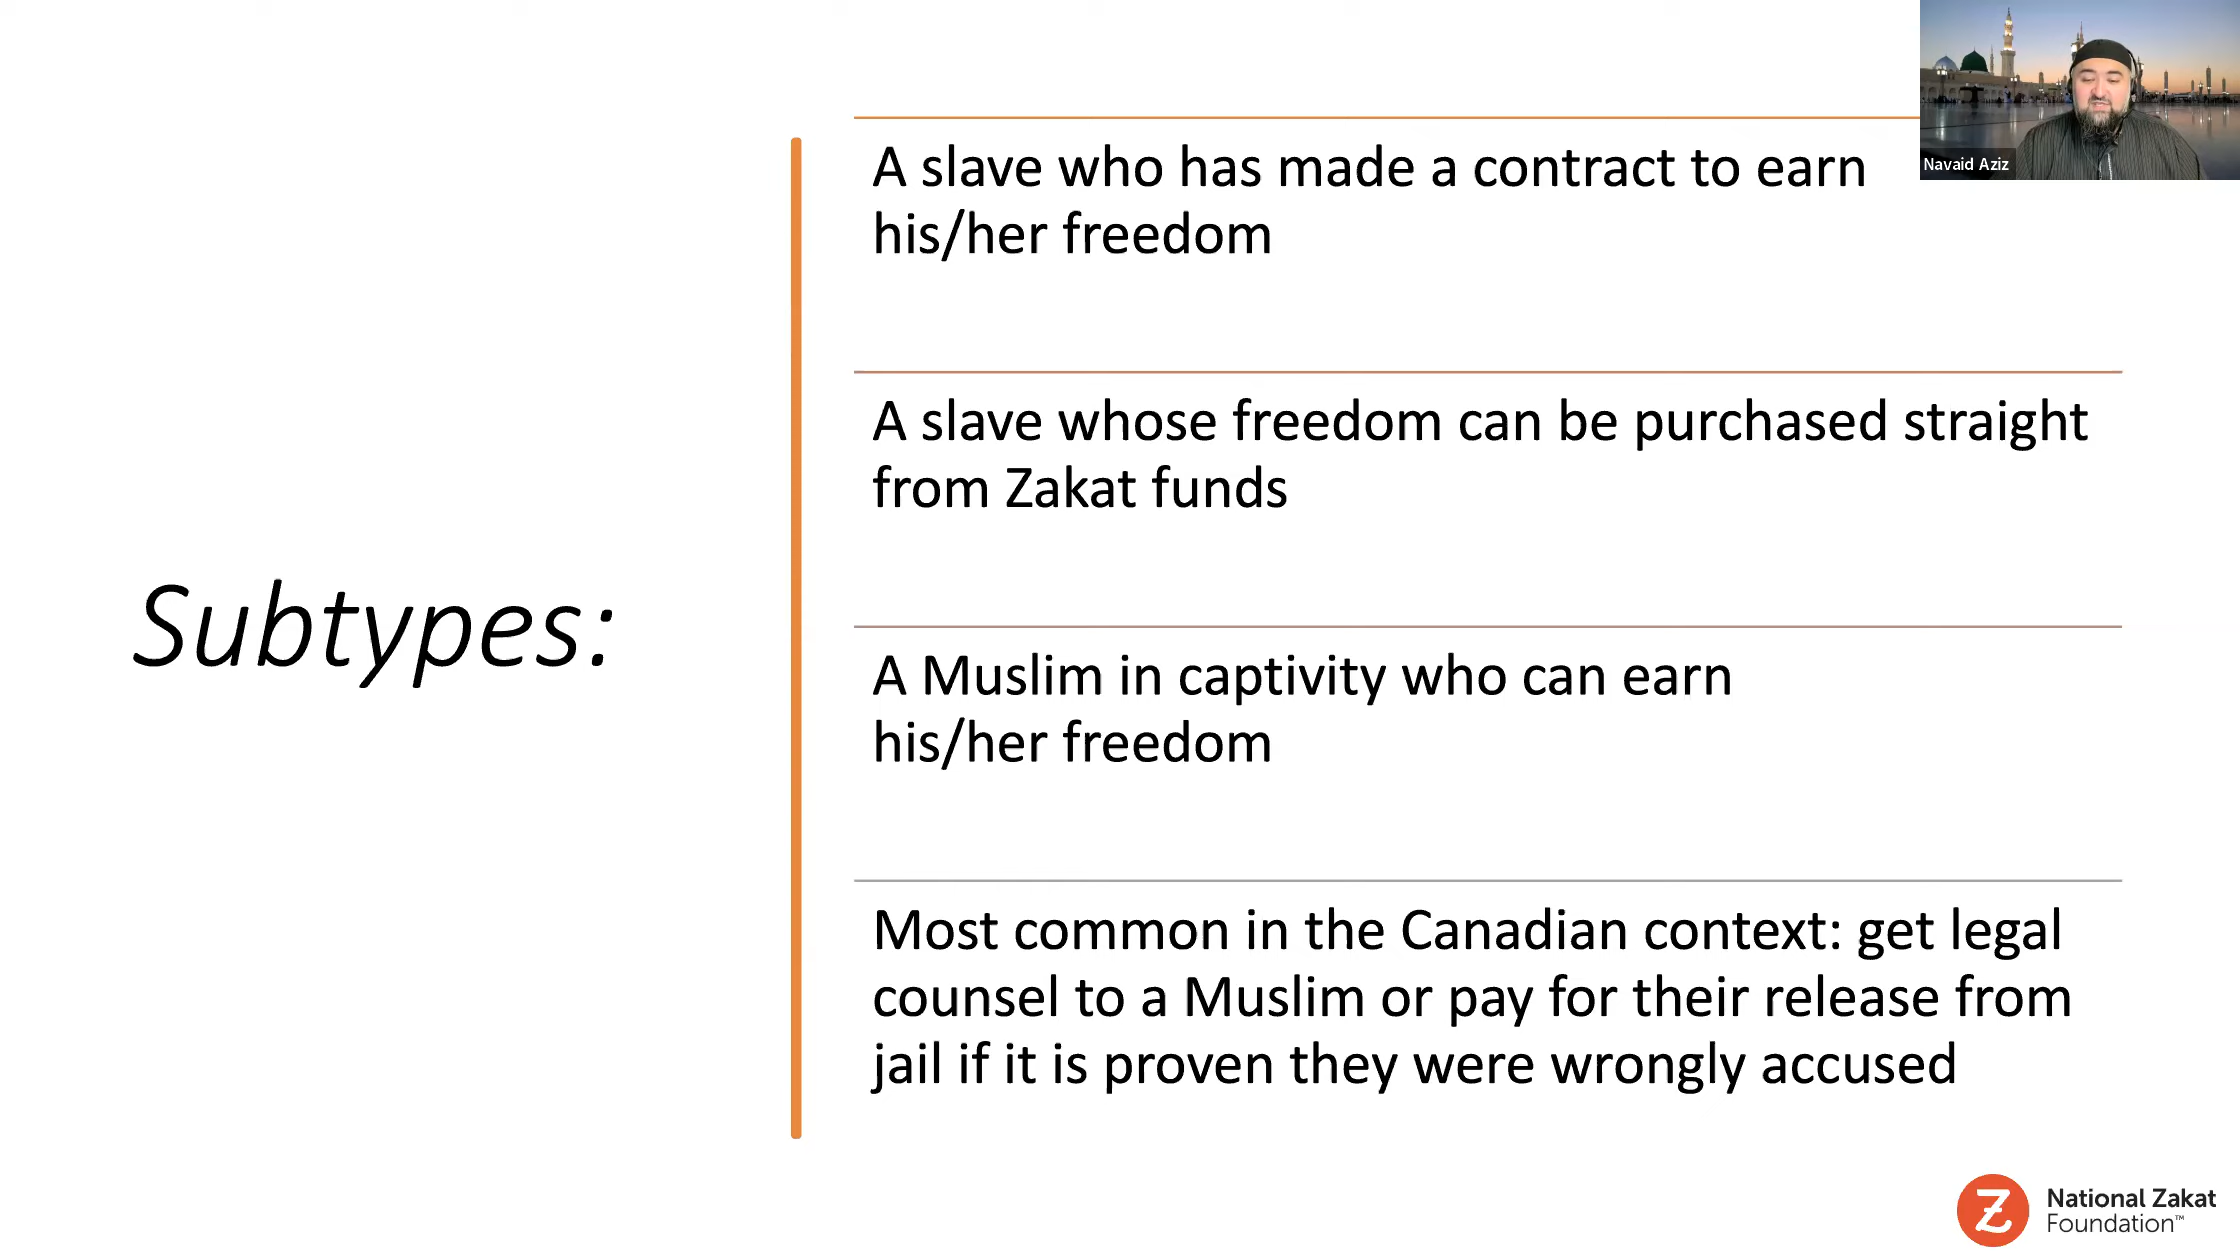 Subtypes:
A slave who has made a contract to earn
his/her freedom
A slave whose freedom can be purchased straight
from Zakat funds
A Muslim in captivity who can earn
his/her freedom
Most common in the Canadian context: get legal
counsel to a Muslim or pay for their release from
jail if it is proven they were wrongly accused
Navaid Aziz
Z
National Zakat
Foundation™